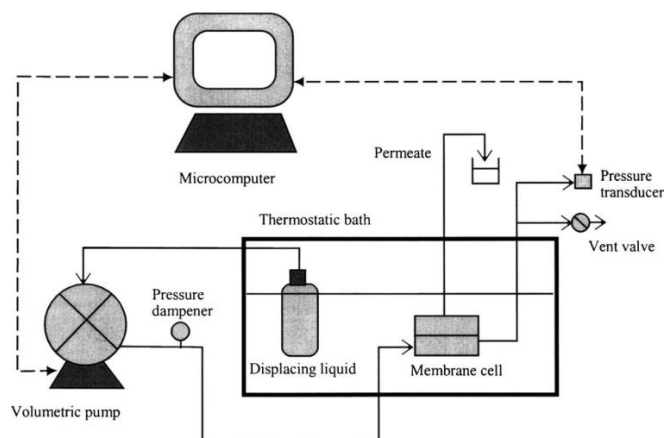 Microcomputer
Permeate
Pressure
transducer
Thermostatic bath
Vent valve
Pressure
dampener
Displacing liquid
Membrane cell
Volumetric pump